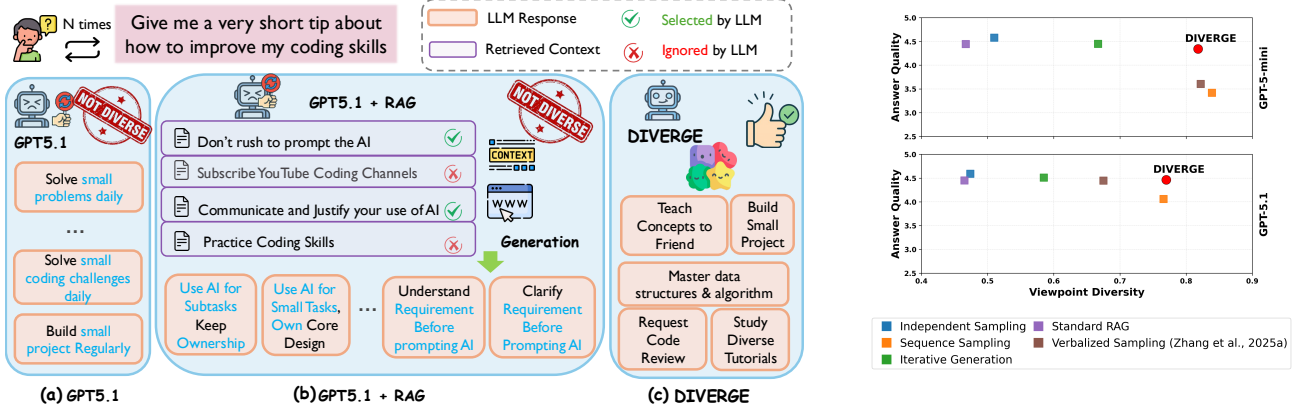 N times
Give me a very short tip about
how to improve my coding skills
LLM Response
Selected by LLM
Retrieved Context
Ignored by LLM
NOT DIVERSE
GPT5.1
Solve small
problems daily
...
Solve small
coding challenges
daily
Build small
project Regularly
(a) GPT5.1
GPT5.1 + RAG
NOT DIVERSE
Don't rush to prompt the AI
Subscribe YouTube Coding Channels
Communicate and Justify your use of AI
Practice Coding Skills
CONTEXT
WWW
Generation
Use AI for
Subtasks
Keep
Ownership
Use AI for
Small Tasks,
Own Core
Design
...
Understand
Requirement
Before
prompting AI
Clarify
Requirement
Before
Prompting AI
(b)GPT5.1 + RAG
DIVERGE
Teach
Concepts to
Friend
Build
Small
Project
Master data
structures & algorithm
Request
Code
Review
Study
Diverse
Tutorials
(c) DIVERGE
Answer Quality
5.0
4.5
4.0
3.5
3.0
2.5
DIVERGE
GPT5-mini
Answer Quality
5.0
4.5
4.0
3.5
3.0
2.5
DIVERGE
GPT-5.1
0.4 0.5 0.6 0.7 0.8 0.9
Viewpoint Diversity
Independent Sampling
Standard RAG
Sequence Sampling
Verbalized Sampling (Zhang et al., 2025a)
Iterative Generation